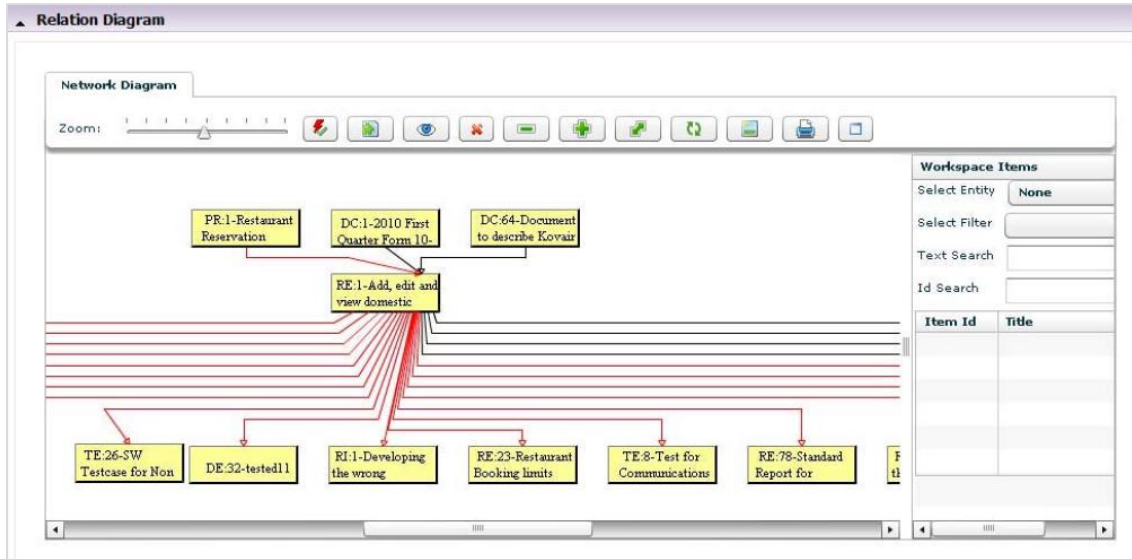 Relation Diagram
Network Diagram
Zoom:
Workspace Items
Select Entity
None
Select Filter
Text Search
Id Search
Item Id
Title
PR:1-Restaurant
Reservation
DC:1-2010 First
Quarter Form 10-
DC:64-Document
to describe Kovair
RE:1-Add, edit and
view domestic
TE:26-SW
Testcase for Non
DE:32-tested11
RI:1-Developing
the wrong
RE:23-Restaurant
Booking limits
TE:8-Test for
Communications
RE:78-Standard
Report for